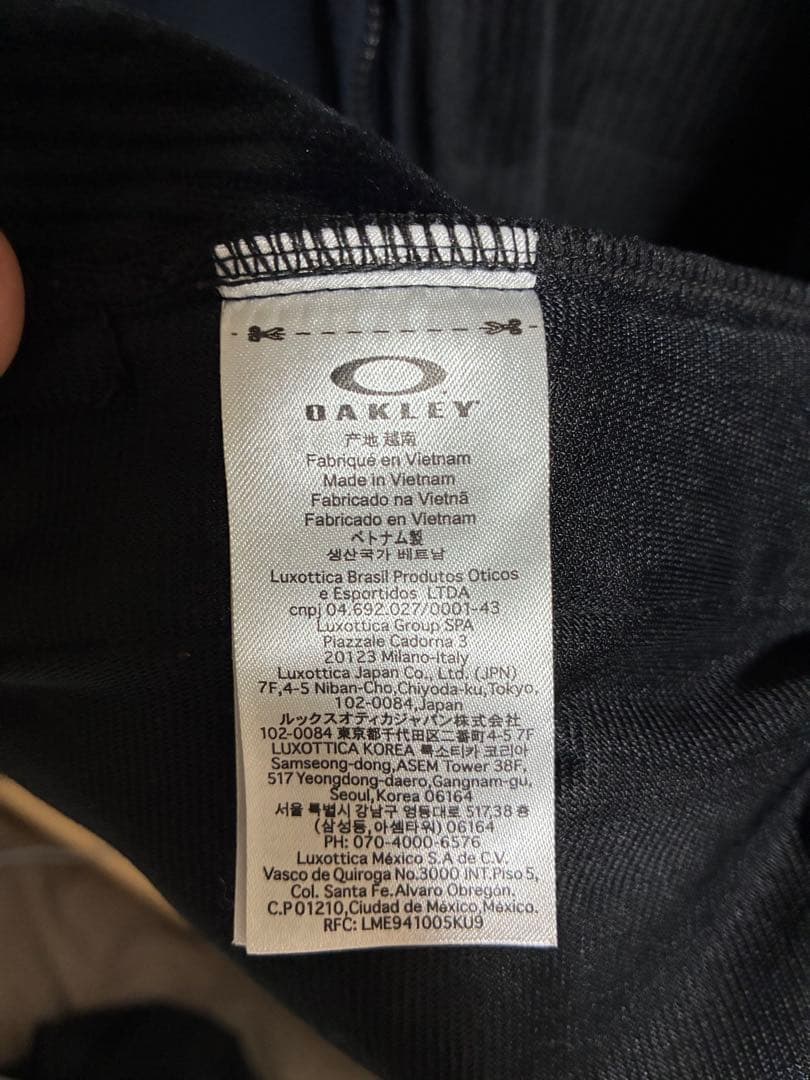 OAKLEY
产地 越南
Fabriqué en Vietnam
Made in Vietnam
Fabricado na Vietnã
Fabricado en Vietnam
ベトナム製
생산국가 베트남
Luxottica Brasil Produtos Oticos
e Esportidos LTDA
cnpj 04.692.027/0001-43
Luxottica Group SPA
Piazzale Cadorna 3
20123 Milano-Italy
Luxottica Japan Co., Ltd. (JPN)
7F,4-5 Niban-Cho,Chiyoda-ku,Tokyo,
102-0084,Japan
ルックスオティカジャパン株式会社
102-0084 東京都千代田区二番町4-5 7F
LUXOTTICA KOREA 룩소티카 코리아
Samseong-dong,ASEM Tower 38F,
517 Yeongdong-daero,Gangnam-gu,
Seoul,Korea 06164
서울 특별시 강남구 영동대로 517,38 층
(삼성동,아셈타워) 06164
PH: 070-4000-6576
Luxottica México S.A de C.V.
Vasco de Quiroga No.3000 INT.Piso 5,
Col. Santa Fe.Alvaro Obregón.
C.P 01210,Ciudad de México,México.
RFC: LME941005KU9